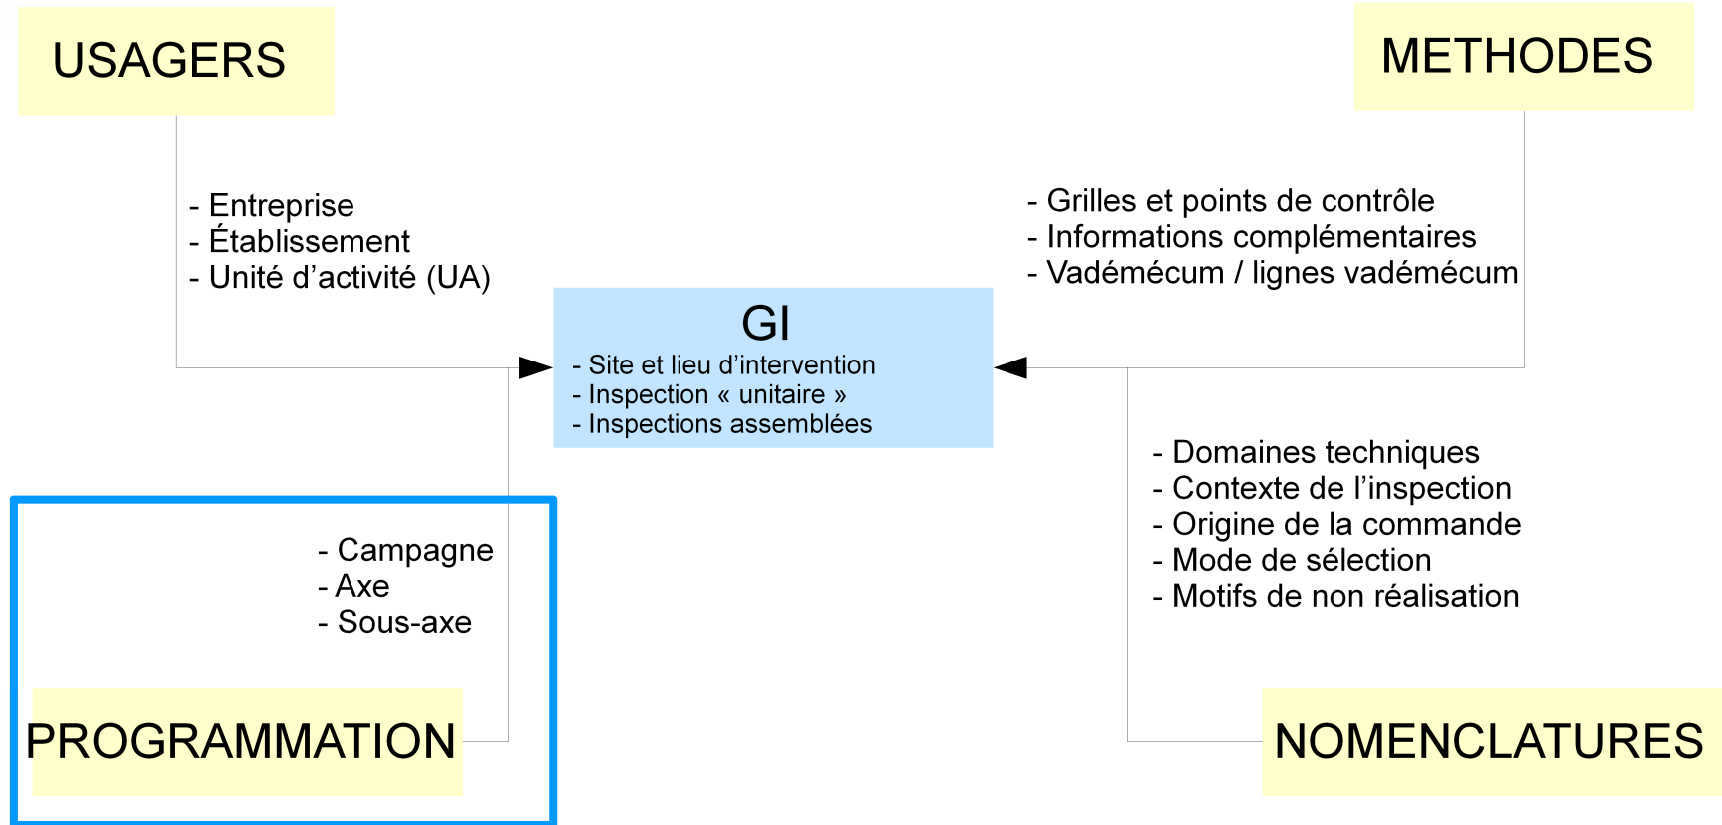 USAGERS
METHODES
- Entreprise
- Établissement
- Unité d’activité (UA)
- Grilles et points de contrôle
- Informations complémentaires
- Vadémécum / lignes vadémécum
GI
- Site et lieu d’intervention
- Inspection « unitaire »
- Inspections assemblées
- Campagne
- Axe
- Sous-axe
- Domaines techniques
- Contexte de l’inspection
- Origine de la commande
- Mode de sélection
- Motifs de non réalisation
PROGRAMMATION
NOMENCLATURES